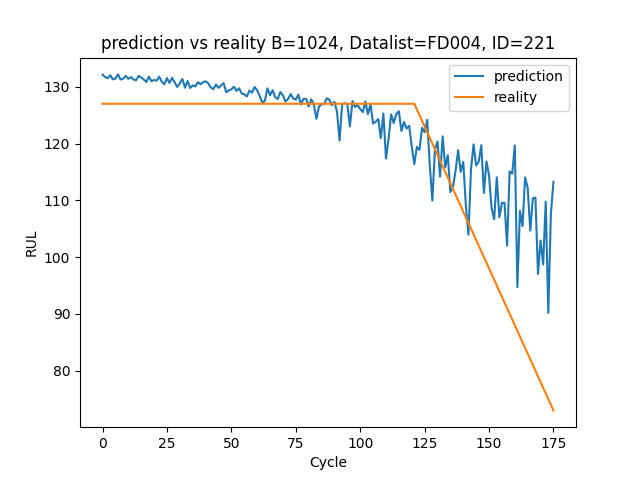 prediction vs reality B=1024, Datalist=FD004, ID=221
prediction
reality
RUL
130
120
110
100
90
80
0 25 50 75 100 125 150 175
Cycle